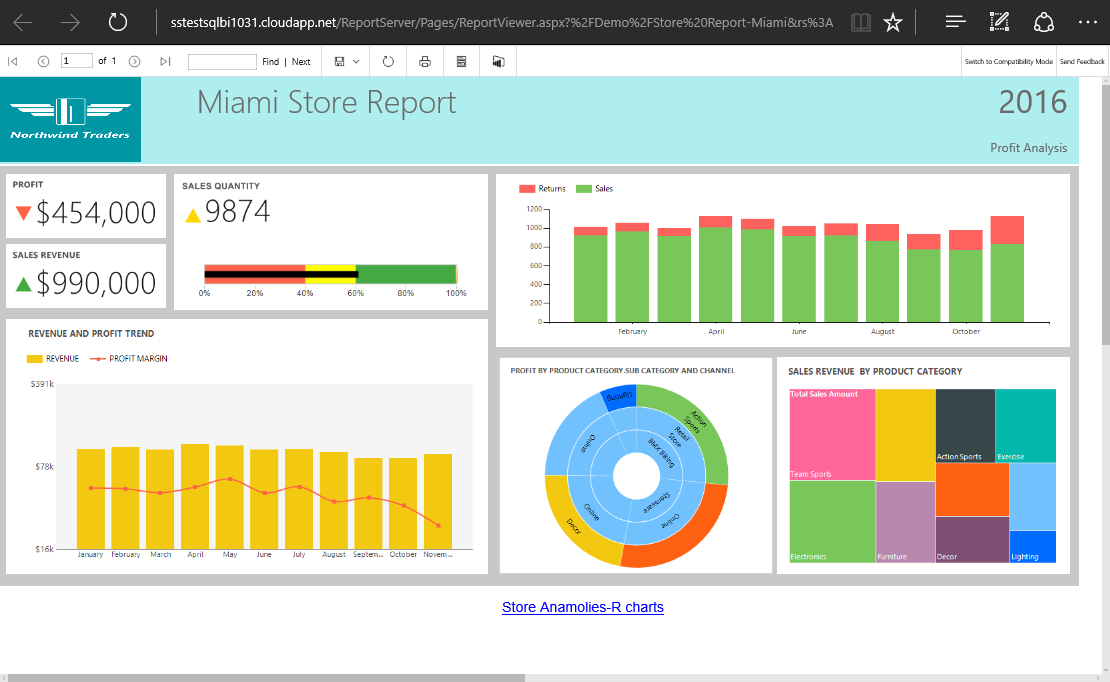 sstestsqlbi1031.cloudapp.net/ReportServer/Pages/ReportViewer.aspx?%2FDemo%2FStore%20Report-Miami&rs%3A
1 of 1 Find | Next
Switch to Compatibility Mode Send Feedback
Northwind Traders
Miami Store Report
2016
Profit Analysis
PROFIT
$454,000
SALES REVENUE
$990,000
SALES QUANTITY
9874
0% 20% 40% 60% 80% 100%
Returns Sales
1200
1000
800
600
400
200
0
February April June August October
REVENUE AND PROFIT TREND
REVENUE PROFIT MARGIN
$391k
$78k
$16k
January February March April May June July August Septem... October Novem...
PROFIT BY PRODUCT CATEGORY.SUB CATEGORY AND CHANNEL
Lighting
Action Sports
Retail Store
BMX Biking
Online
Stemware
Online
Online
Decor
SALES REVENUE BY PRODUCT CATEGORY
Total Sales Amount
Team Sports
Action Sports
Exercise
Electronics
Furniture
Decor
Lighting
Store Anamolies-R charts